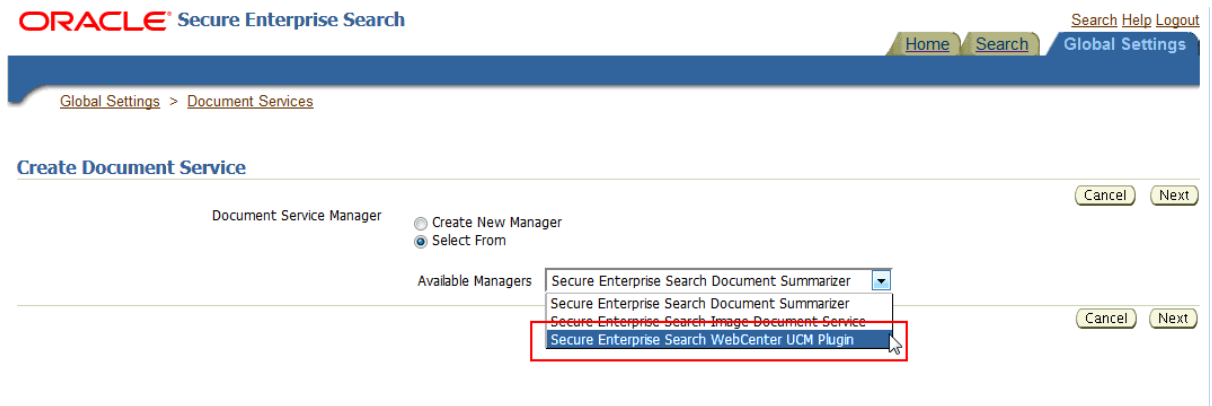 ORACLE® Secure Enterprise Search
Search Help Logout
Home Search Global Settings
Global Settings > Document Services
Create Document Service
Cancel Next
Document Service Manager
Create New Manager
Select From
Available Managers Secure Enterprise Search Document Summarizer
Secure Enterprise Search Document Summarizer
Secure Enterprise Search Image Document Service
Secure Enterprise Search WebCenter UCM Plugin
Cancel Next